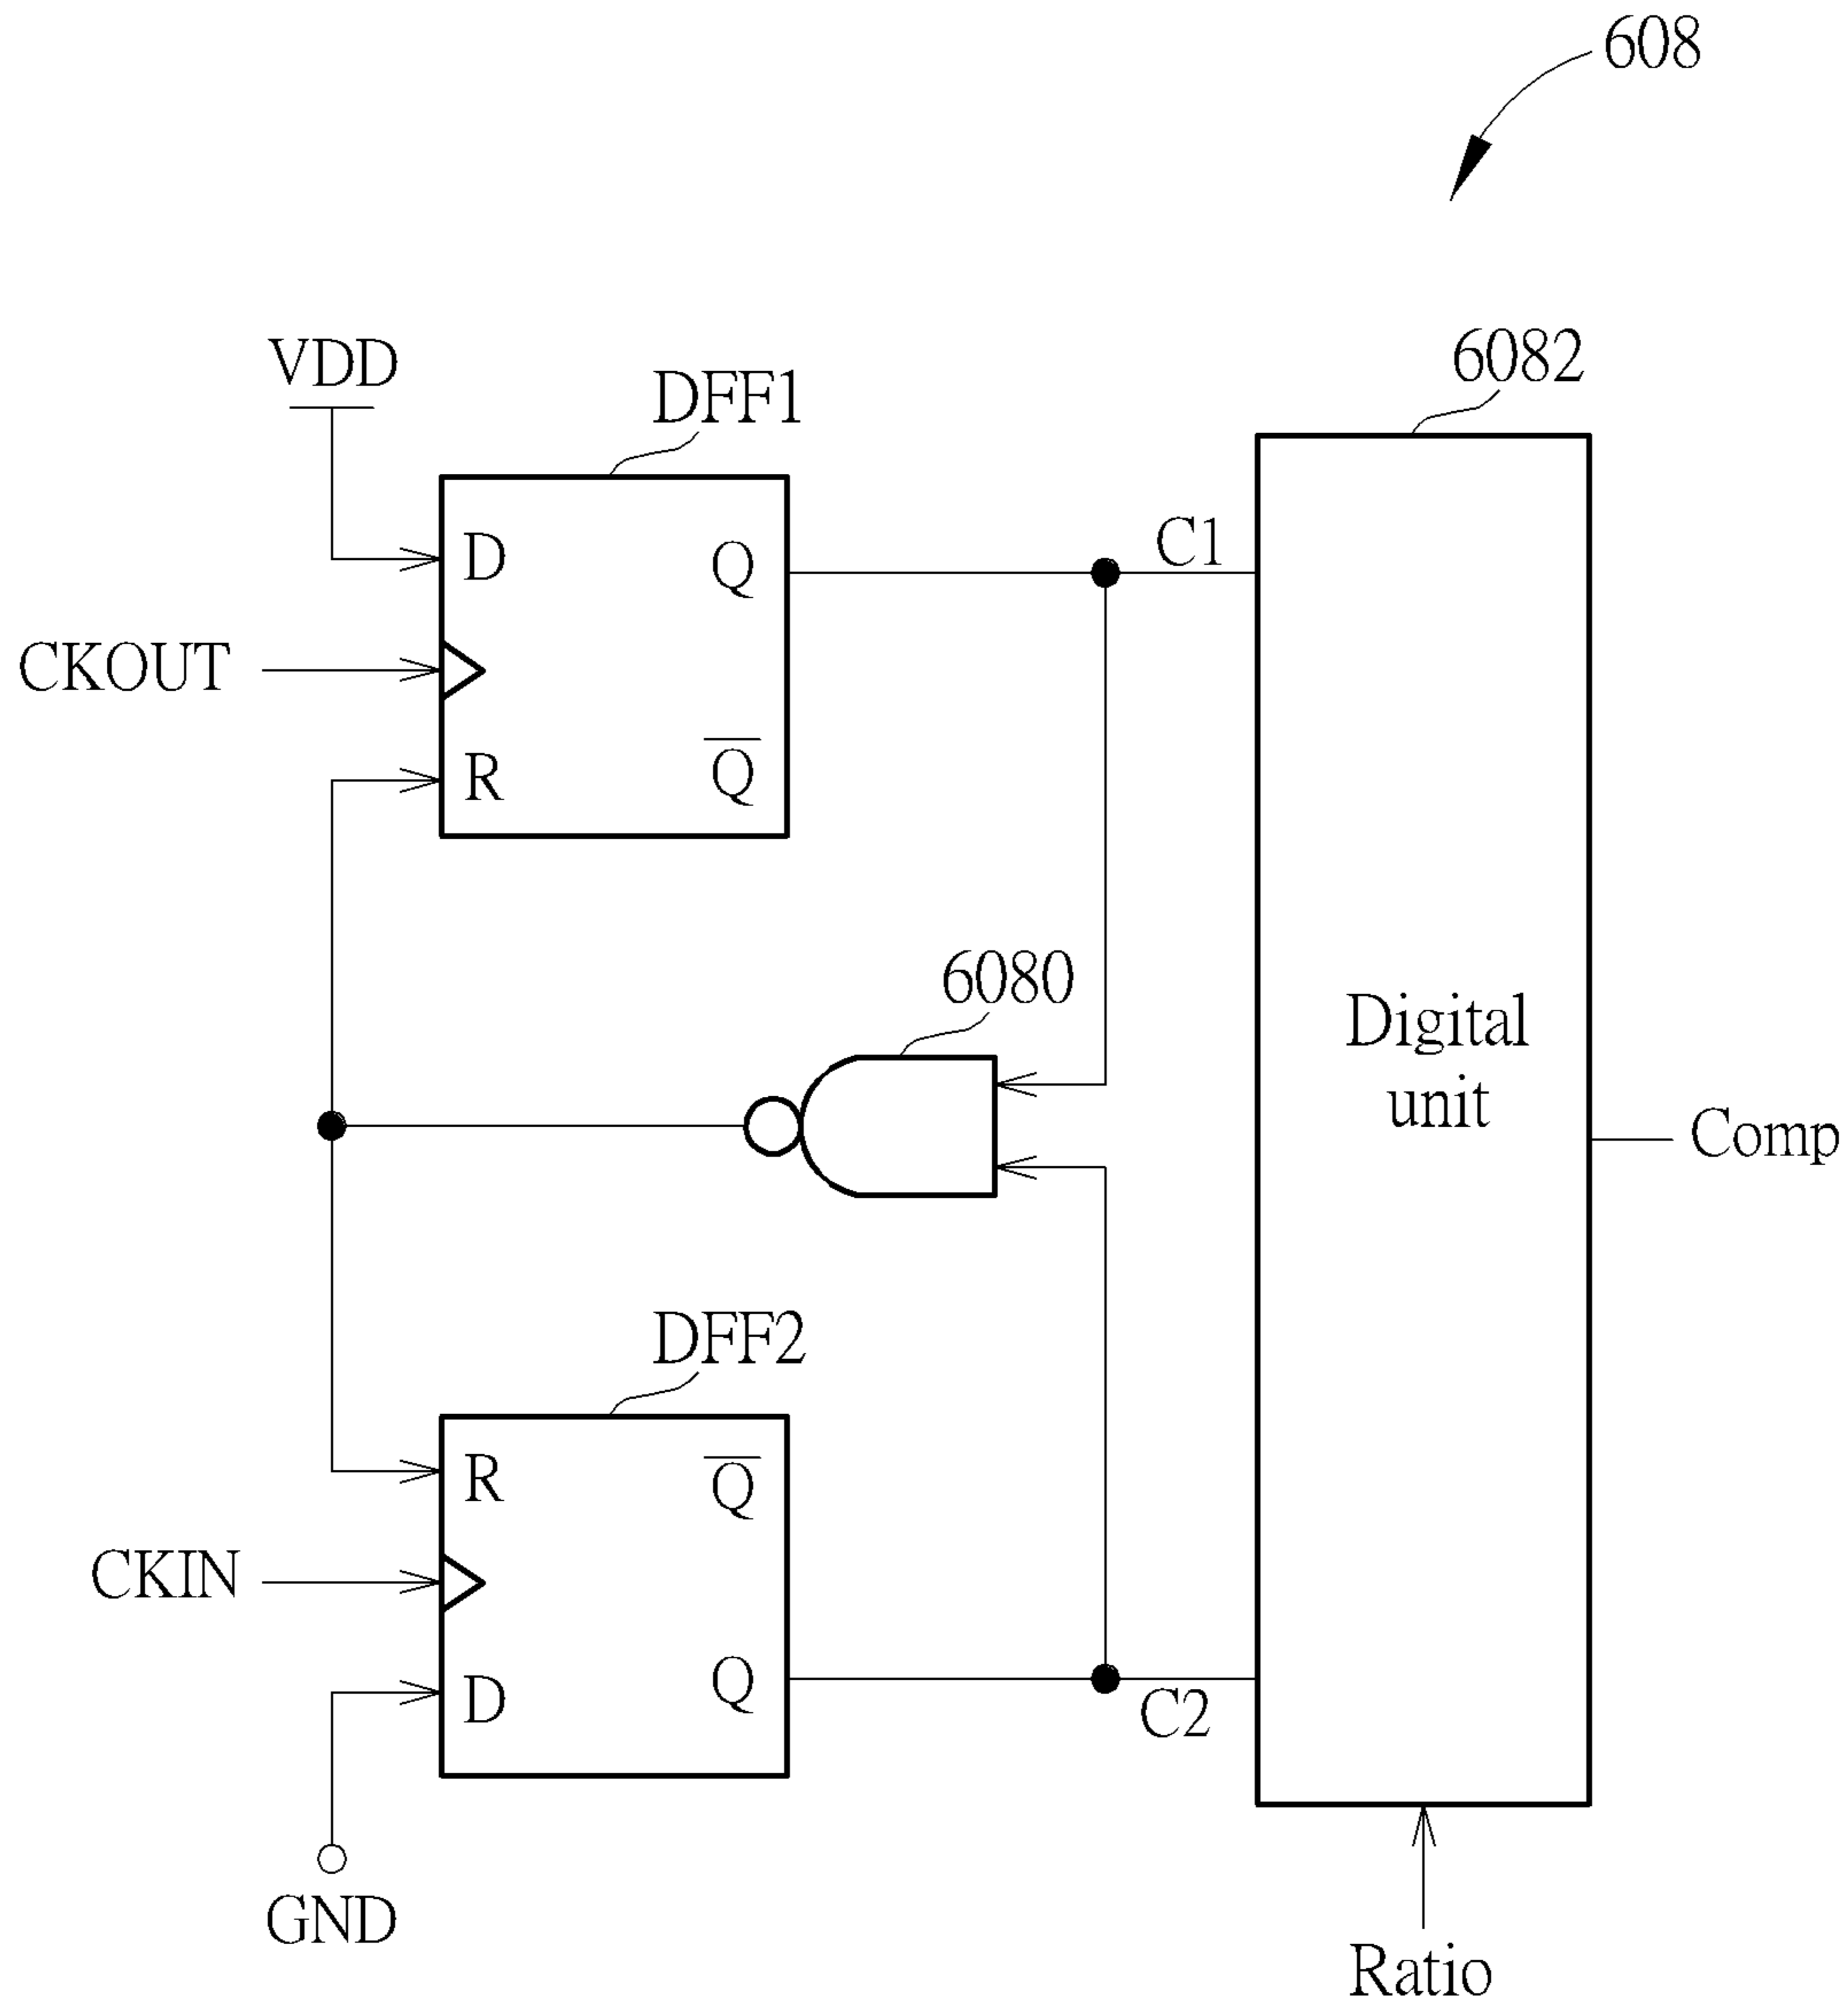 608
6082
VDD
DFF1
D
Q
C1
CKOUT
R
Q
6080
Digital
unit
Comp
DFF2
R
Q
CKIN
D
Q
C2
GND
Ratio